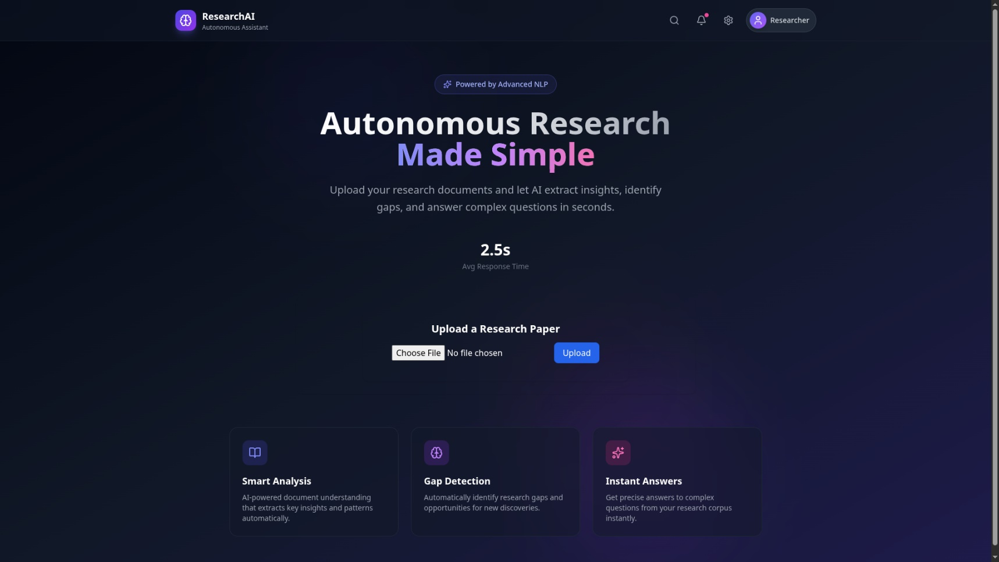 ResearchAI
Autonomous Assistant
Researcher
Powered by Advanced NLP
Autonomous Research
Made Simple
Upload your research documents and let AI extract insights, identify
gaps, and answer complex questions in seconds.
2.5s
Avg Response Time
Upload a Research Paper
Choose File No file chosen
Upload
Smart Analysis
AI-powered document understanding
that extracts key insights and patterns
automatically.
Gap Detection
Automatically identify research gaps and
opportunities for new discoveries.
Instant Answers
Get precise answers to complex
questions from your research corpus
instantly.